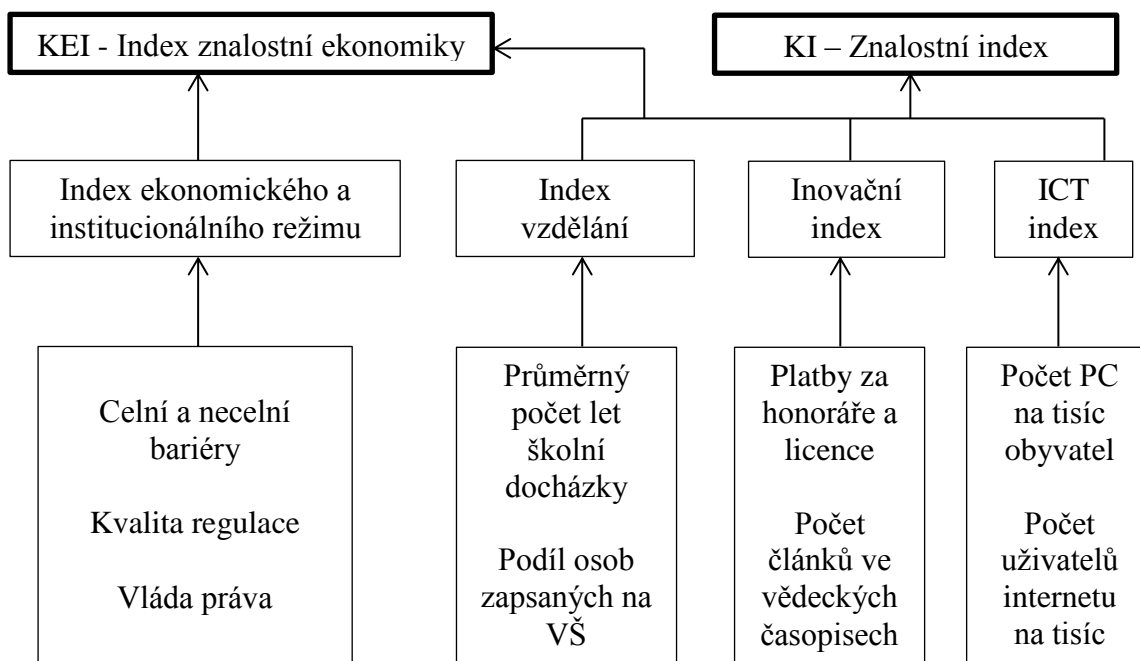 KEI - Index znalostní ekonomiky
KI – Znalostní index
Index ekonomického a
institucionálního režimu
Index
vzdělání
Inovační
index
ICT
index
Celní a necelní
bariéry
Kvalita regulace
Vláda práva
Průměrný
počet let
školní
docházky
Podíl osob
zapsaných na
VŠ
Platby za
honoráře a
licence
Počet
článků ve
vědeckých
časopisech
Počet PC
na tisíc
obyvatel
Počet
uživatelů
internetu
na tisíc